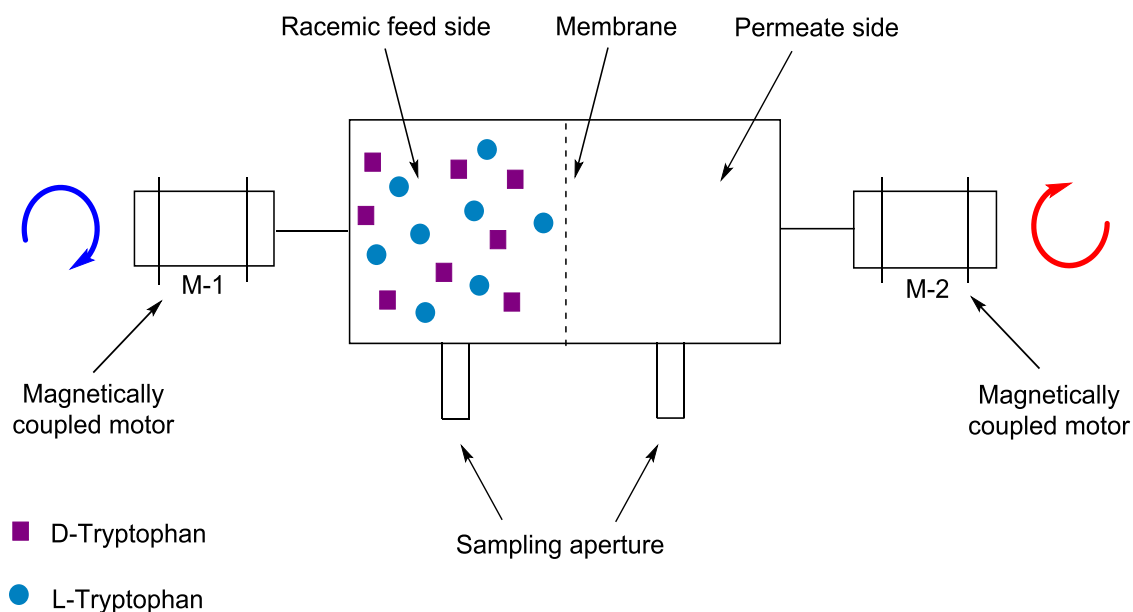 Racemic feed side
Membrane
Permeate side
M-1
M-2
Magnetically
coupled motor
Magnetically
coupled motor
Sampling aperture
D-Tryptophan
L-Tryptophan